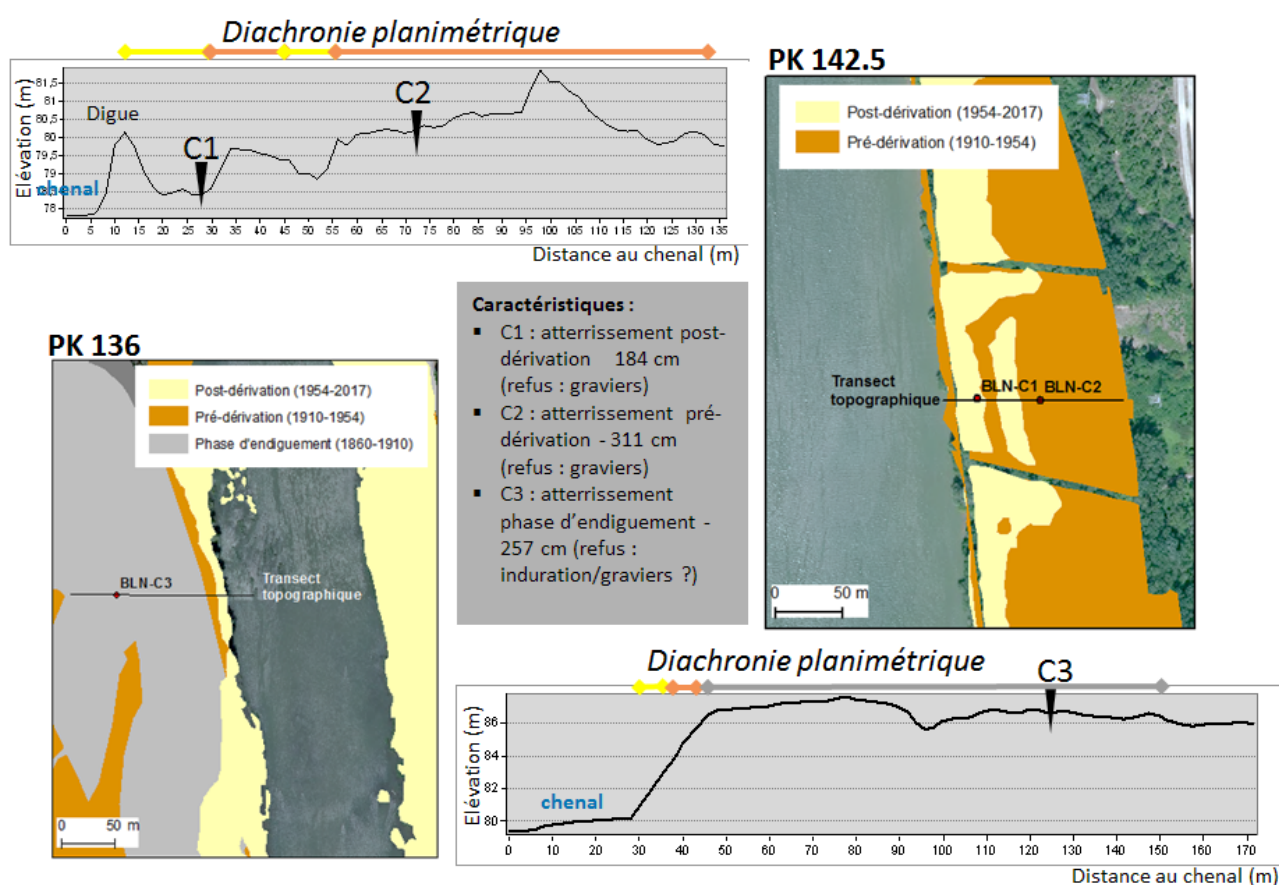 Diachronie planimétrique
Elévation (m)
81,5
81
80,5
80
79,5
79
78,5
78
Digue
C1
C2
chenal
0 5 10 15 20 25 30 35 40 45 50 55 60 65 70 75 80 85 90 95 100 105 110 115 120 125 130 135
Distance au chenal (m)
PK 142.5
Post-dérivation (1954-2017)
Pré-dérivation (1910-1954)
Transect
topographique
BLN-C1
BLN-C2
0 50 m
Caractéristiques :
▪ C1 : atterrissement post-
dérivation 184 cm
(refus : graviers)
▪ C2 : atterrissement pré-
dérivation - 311 cm
(refus : graviers)
▪ C3 : atterrissement
phase d’endiguement -
257 cm (refus :
induration/graviers ?)
PK 136
Post-dérivation (1954-2017)
Pré-dérivation (1910-1954)
Phase d'endiguement (1860-1910)
BLN-C3
Transect
topographique
0 50 m
Diachronie planimétrique
C3
Elévation (m)
86
84
82
80
chenal
0 10 20 30 40 50 60 70 80 90 100 110 120 130 140 150 160 170
Distance au chenal (m)